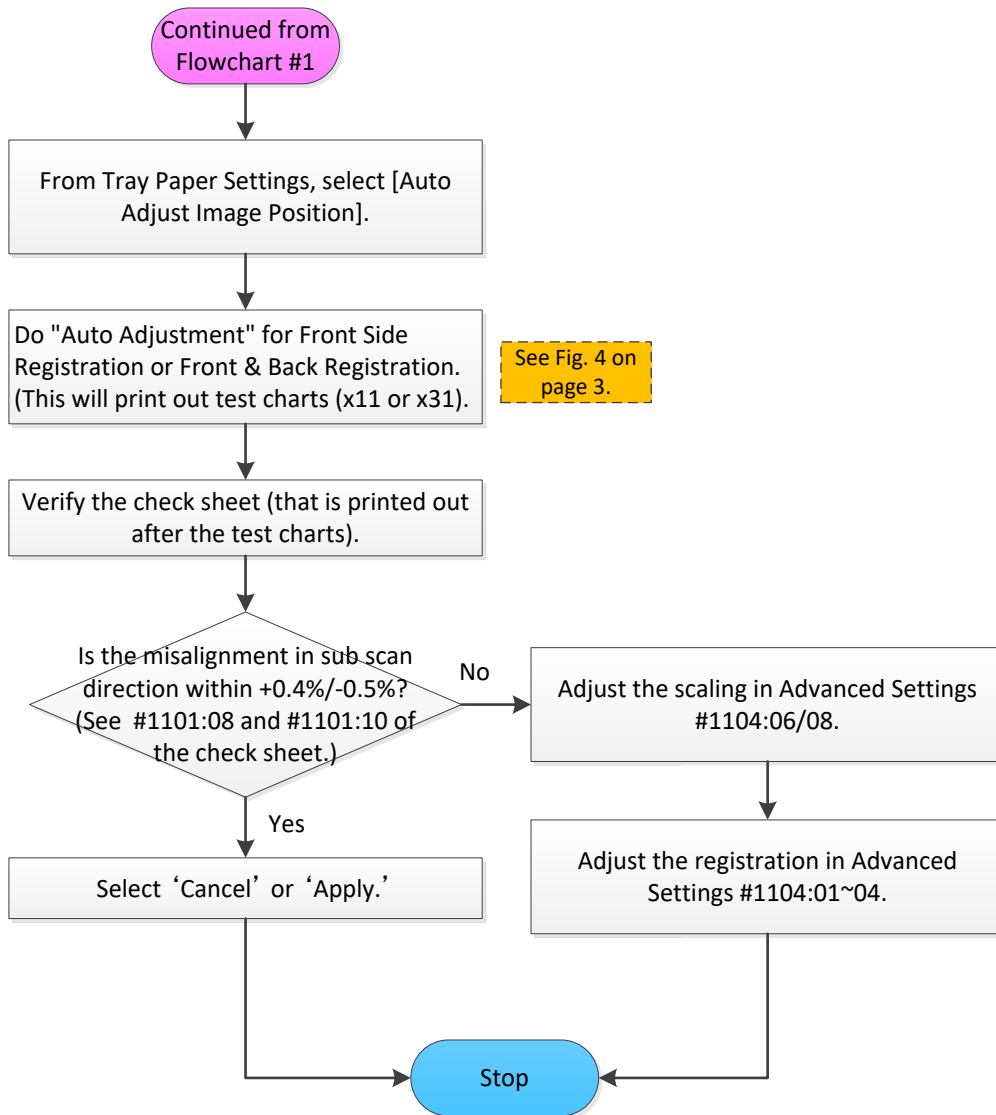 Continued from
Flowchart #1
From Tray Paper Settings, select [Auto
Adjust Image Position].
Do "Auto Adjustment" for Front Side
Registration or Front & Back Registration.
(This will print out test charts (x11 or x31).
See Fig. 4 on
page 3.
Verify the check sheet (that is printed out
after the test charts).
Is the misalignment in sub scan
direction within +0.4%/-0.5%?
(See  #1101:08 and #1101:10 of
the check sheet.)
No
Adjust the scaling in Advanced Settings
#1104:06/08.
Yes
Adjust the registration in Advanced
Settings #1104:01~04.
Select ‘Cancel’ or ‘Apply.’
Stop